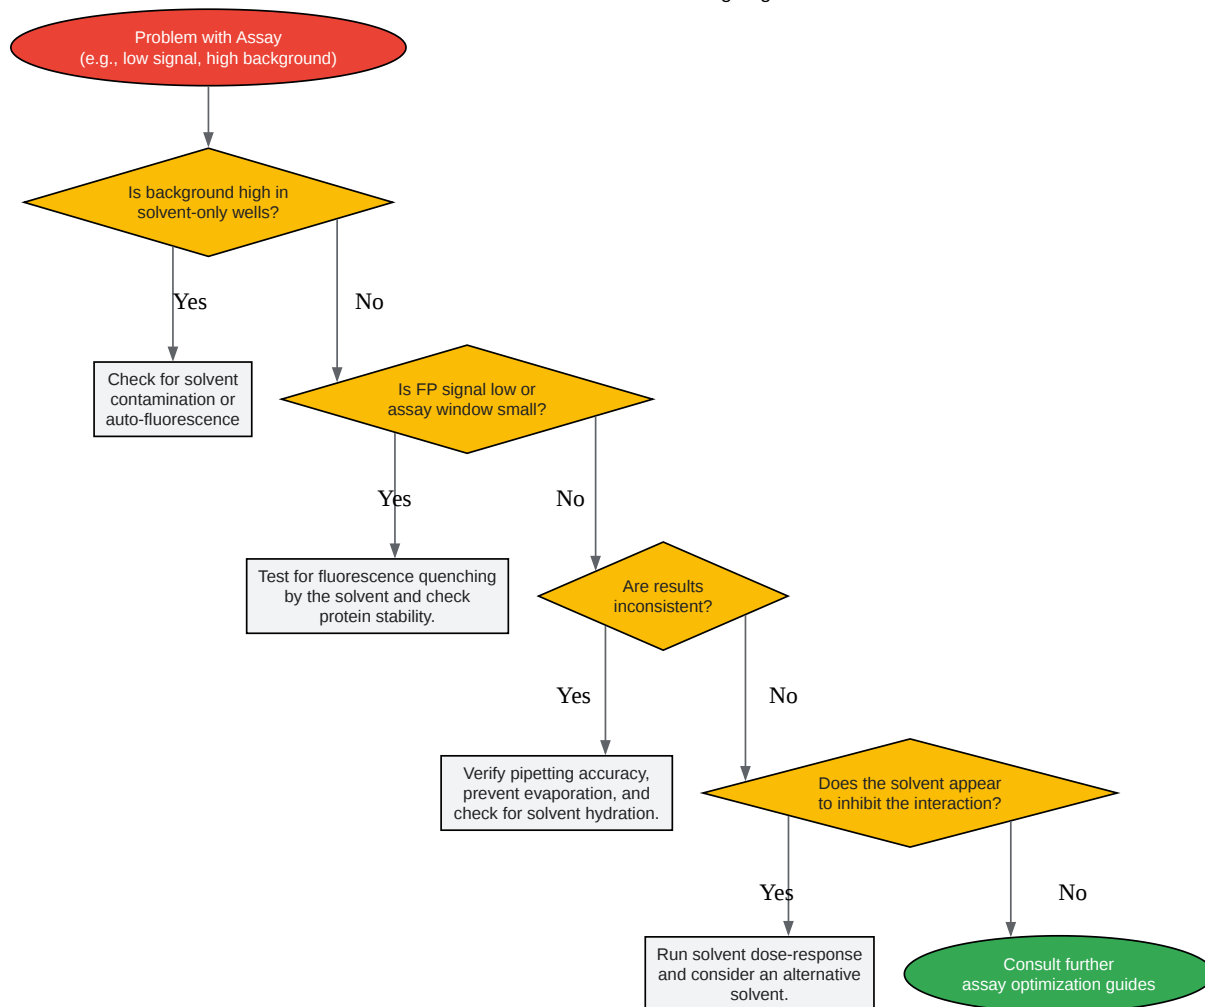 Problem with Assay
(e.g., low signal, high background)
Is background high in
solvent-only wells?
Yes
No
Check for solvent
contamination or
auto-fluorescence
Is FP signal low or
assay window small?
Yes
No
Test for fluorescence quenching
by the solvent and check
protein stability.
Are results
inconsistent?
Yes
No
Verify pipetting accuracy,
prevent evaporation, and
check for solvent hydration.
Does the solvent appear
to inhibit the interaction?
Yes
No
Run solvent dose-response
and consider an alternative
solvent.
Consult further
assay optimization guides